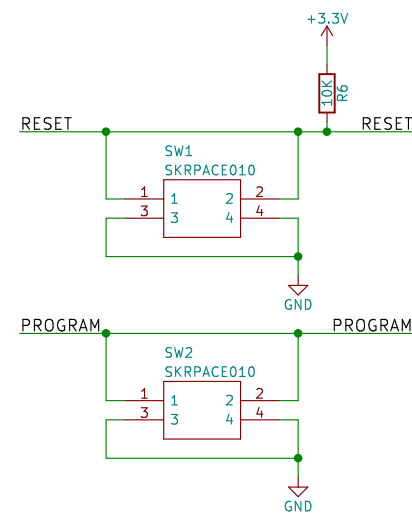 +3.3V
10K
R6
RESET
RESET
SW1
SKRPACE010
1
1
2
2
3
3
4
4
GND
PROGRAM
PROGRAM
SW2
SKRPACE010
1
1
2
2
3
3
4
4
GND